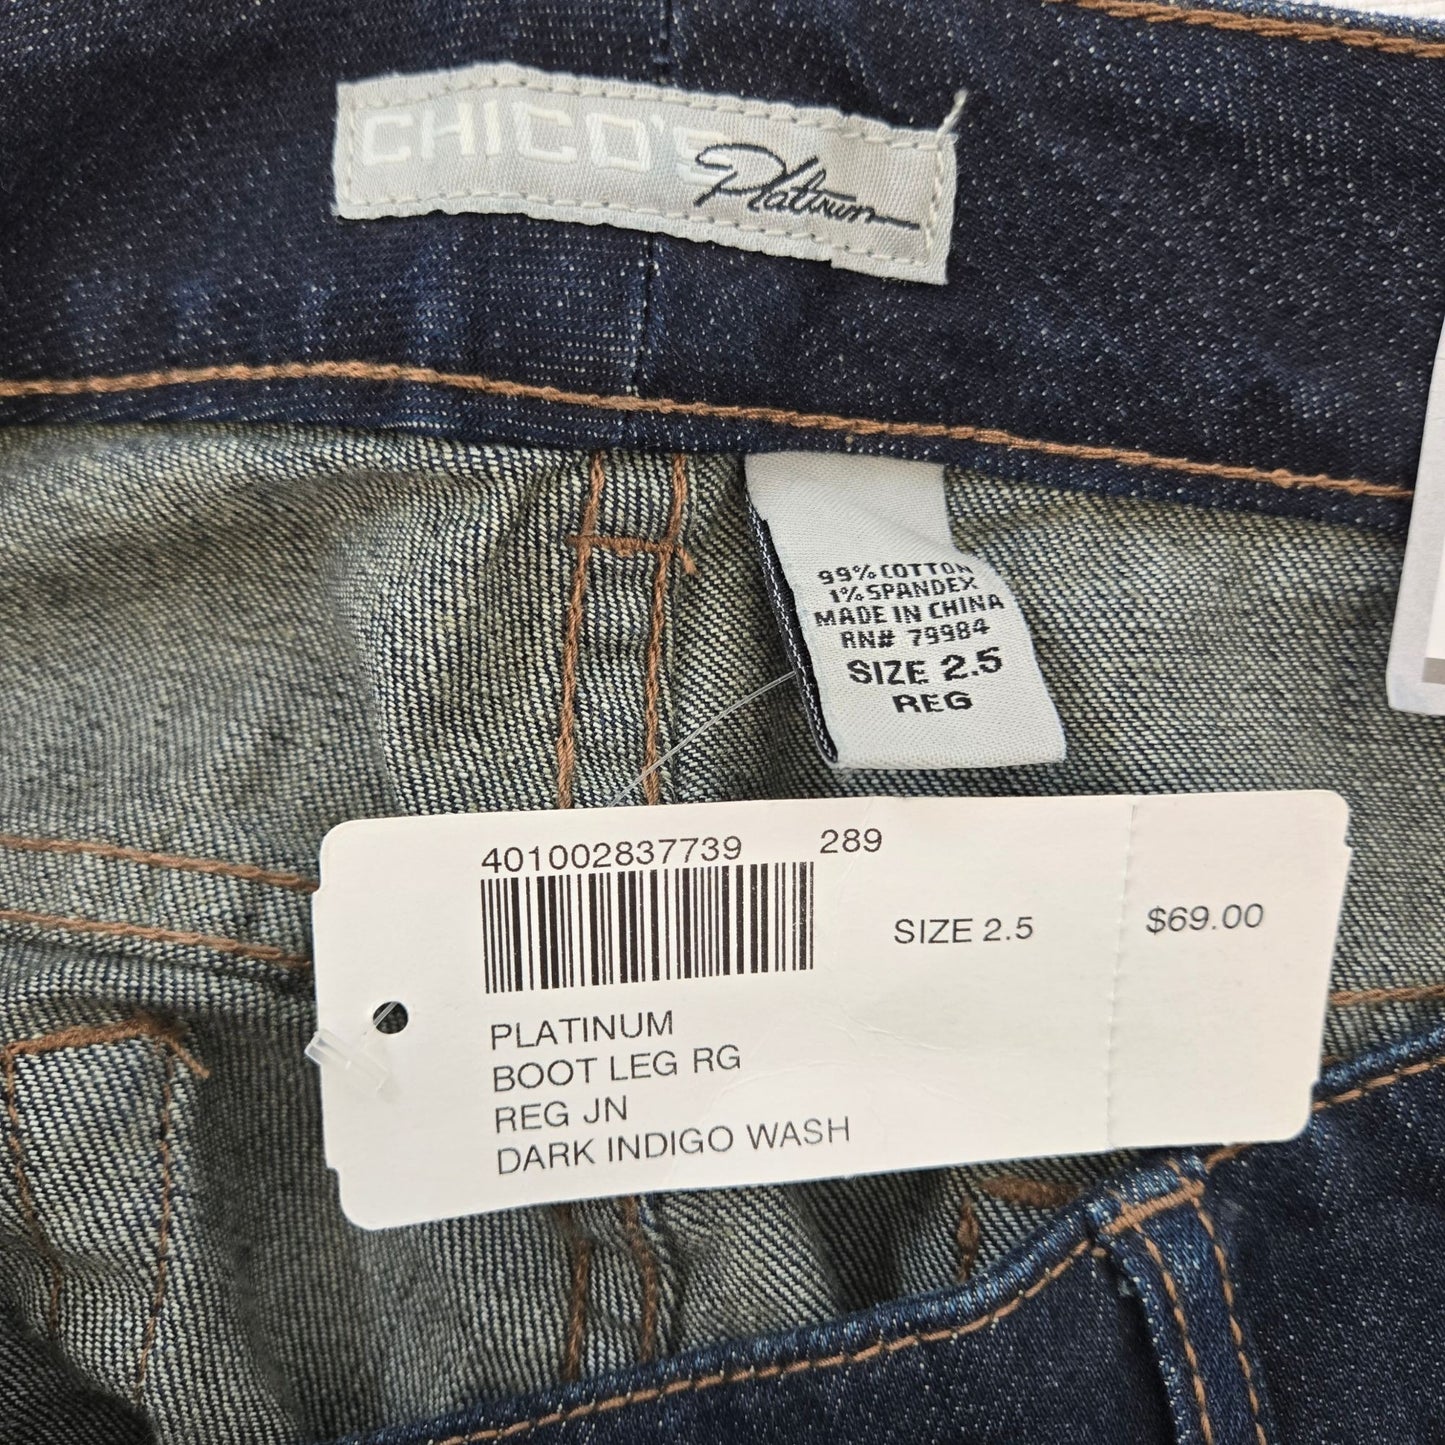 CHICO'S Platinum
99% COTTON
1% SPANDEX
MADE IN CHINA
RN# 79984
SIZE 2.5
REG
401002837739 289
SIZE 2.5 $69.00
PLATINUM
BOOT LEG RG
REG JN
DARK INDIGO WASH